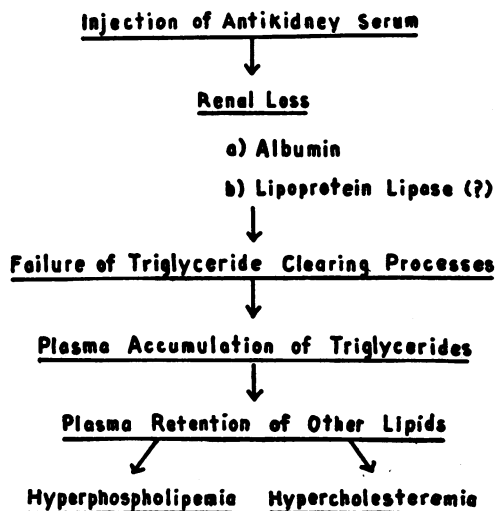 Injection of Antikidney Serum
Renal Loss
a) Albumin
b) Lipoprotein Lipase (?)
Failure of Triglyceride Clearing Processes
Plasma Accumulation of Triglycerides
Plasma Retention of Other Lipids
Hyperphospholipemia Hypercholesteremia